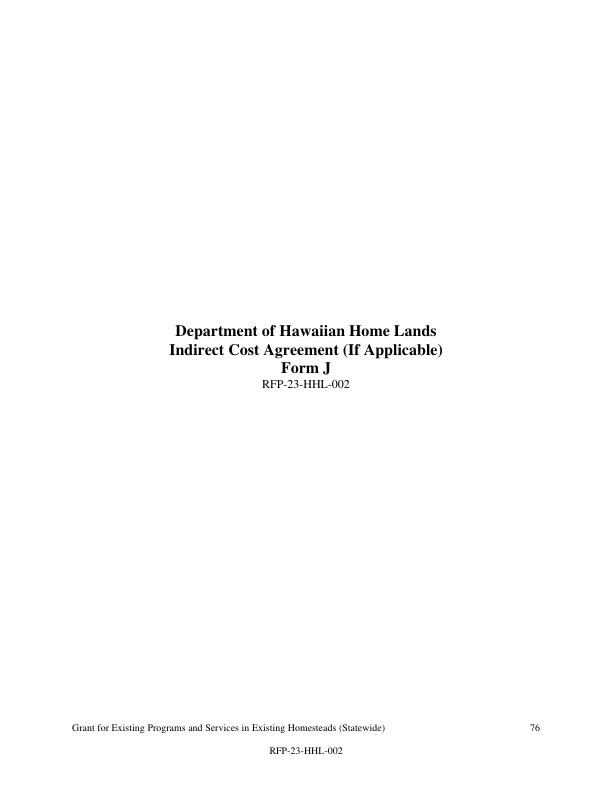 Department of Hawaiian Home Lands
Indirect Cost Agreement (If Applicable)
Form J
RFP-23-HHL-002
Grant for Existing Programs and Services in Existing Homesteads (Statewide) 76
RFP-23-HHL-002